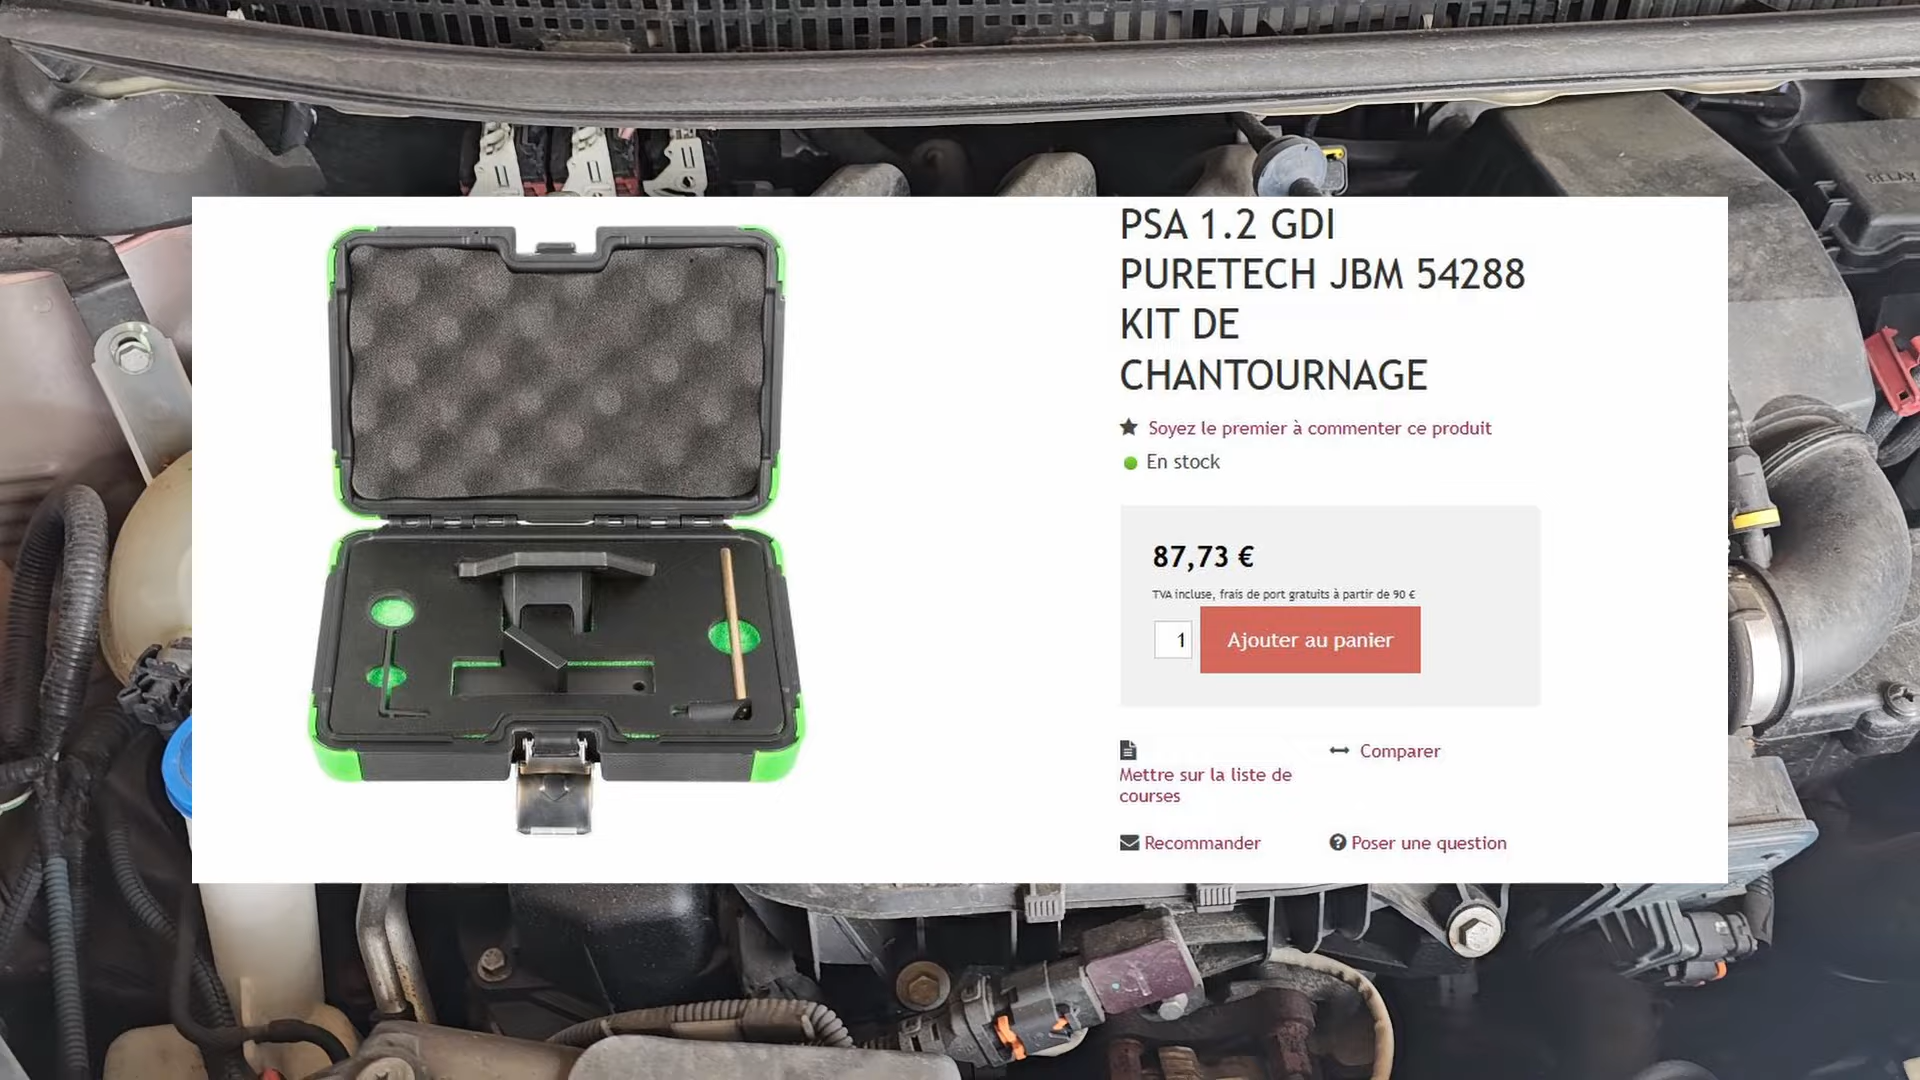 PSA 1.2 GDI
PURETECH JBM 54288
KIT DE
CHANTOURNAGE
Soyez le premier à commenter ce produit
En stock
87,73 €
TVA incluse, frais de port gratuits à partir de 90 €
1
Ajouter au panier
Mettre sur la liste de
courses
Comparer
Recommander
Poser une question
RELAY